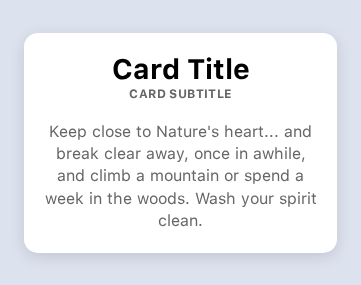 Card Title
CARD SUBTITLE
Keep close to Nature's heart... and
break clear away, once in awhile,
and climb a mountain or spend a
week in the woods. Wash your spirit
clean.